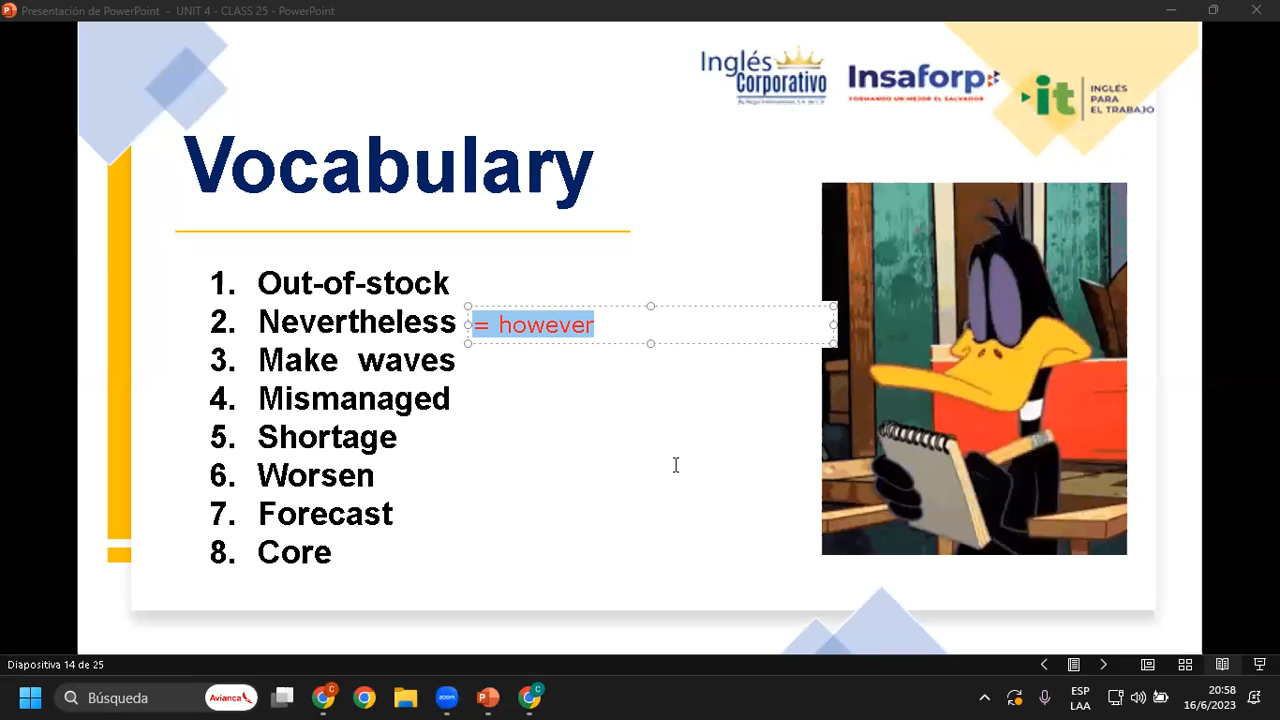 Presentación de PowerPoint - UNIT 4 - CLASS 25 - PowerPoint
Inglés
Corporativo
Insaforp
FORMANDO UN MEJOR EL SALVADOR
it
INGLÉS
PARA
EL TRABAJO
Vocabulary
1. Out-of-stock
2. Nevertheless = however
3. Make waves
4. Mismanaged
5. Shortage
6. Worsen
7. Forecast
8. Core
Diapositiva 14 de 25
Búsqueda
Avianca
zoom
ESP
LAA
20:58
16/6/2023